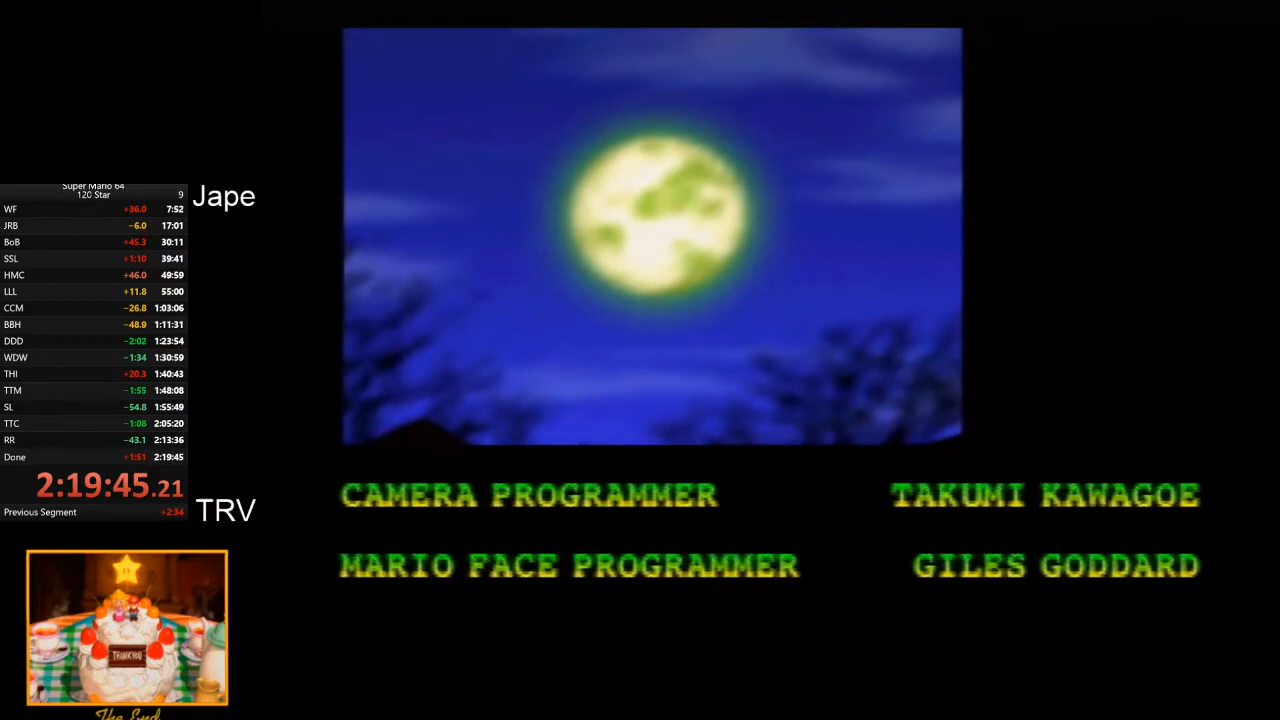 Super Mario 64
120 Star 9
Jape
WF +36.0 7:52
JRB −6.0 17:01
BoB +45.3 30:11
SSL +1:10 39:41
HMC +46.0 49:59
LLL +11.8 55:00
CCM −26.8 1:03:06
BBH −48.9 1:11:31
DDD −2:02 1:23:54
WDW −1:34 1:30:59
THI +20.3 1:40:43
TTM −1:55 1:48:08
SL −54.8 1:55:49
TTC −1:08 2:05:20
RR −43.1 2:13:36
Done +1:51 2:19:45
2:19:45.21
Previous Segment +2:34
TRV
CAMERA PROGRAMMER TAKUMI KAWAGOE
MARIO FACE PROGRAMMER GILES GODDARD
THANK YOU
The End